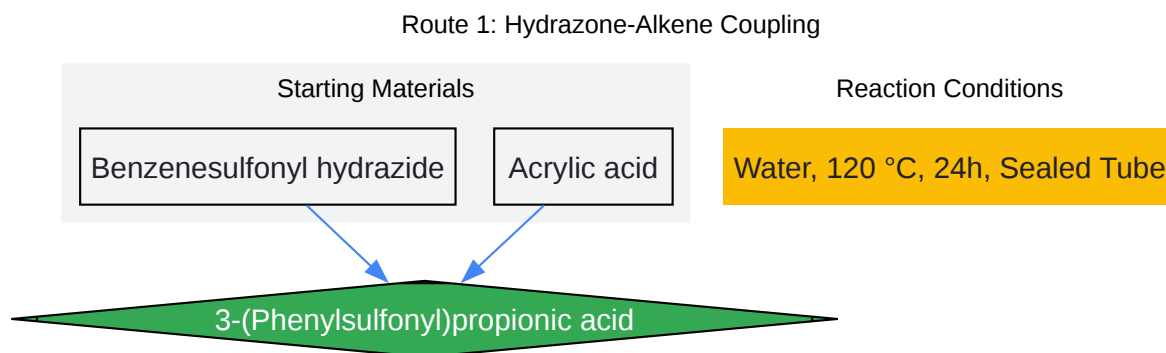 Route 1: Hydrazone-Alkene Coupling
Starting Materials
Reaction Conditions
Benzenesulfonyl hydrazide
Acrylic acid
Water, 120 °C, 24h, Sealed Tube
3-(Phenylsulfonyl)propionic acid